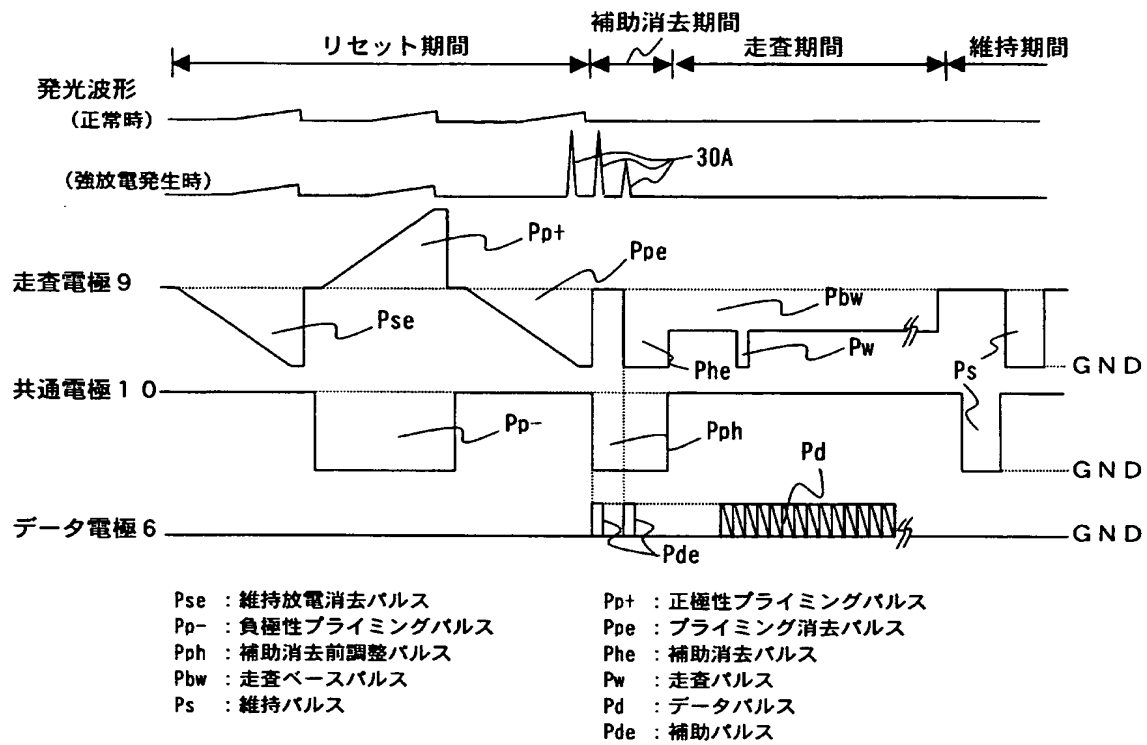 補助消去期間
リセット期間
走査期間
維持期間
発光波形
(正常時)
30A
(強放電発生時)
Pp+
Ppe
走査電極9
Pbw
Pse
Pw
Phe
Ps
GND
共通電極10
Pp-
Pph
GND
Pd
データ電極6
GND
Pde
Pse :維持放電消去パルス
Pp- :負極性プライミングパルス
Pph :補助消去前調整パルス
Pbw :走査ベースパルス
Ps :維持パルス
Pp+ :正極性プライミングパルス
Ppe :プライミング消去パルス
Phe :補助消去パルス
Pw :走査パルス
Pd :データパルス
Pde :補助パルス